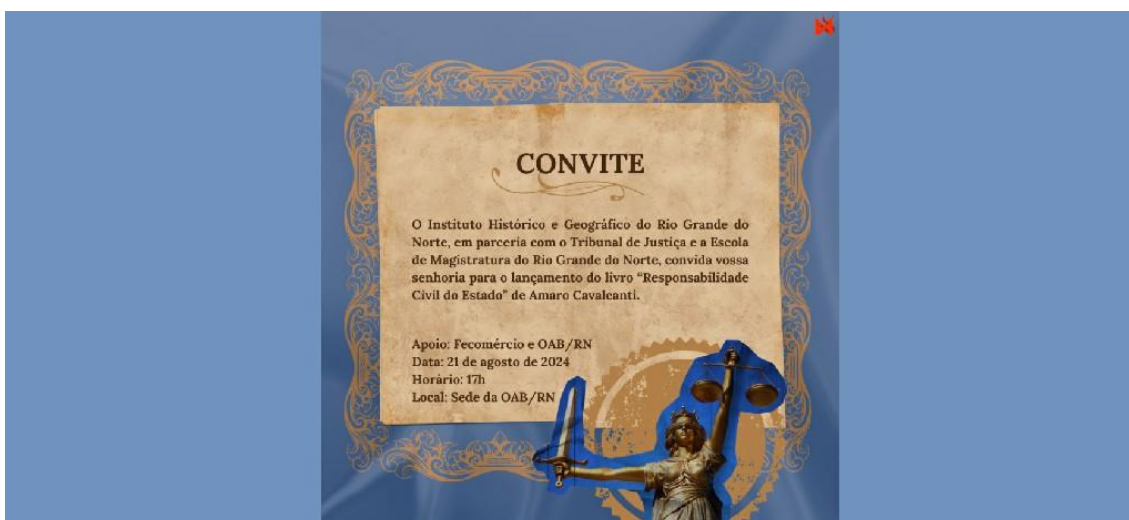 CONVITE
O Instituto Histórico e Geográfico do Rio Grande do
Norte, em parceria com o Tribunal de Justiça e a Escola
de Magistratura do Rio Grande do Norte, convida vossa
senhoria para o lançamento do livro “Responsabilidade
Civil do Estado” de Amaro Cavalcanti.
Apoio: Fecomércio e OAB/RN
Data: 21 de agosto de 2024
Horário: 17h
Local: Sede da OAB/RN